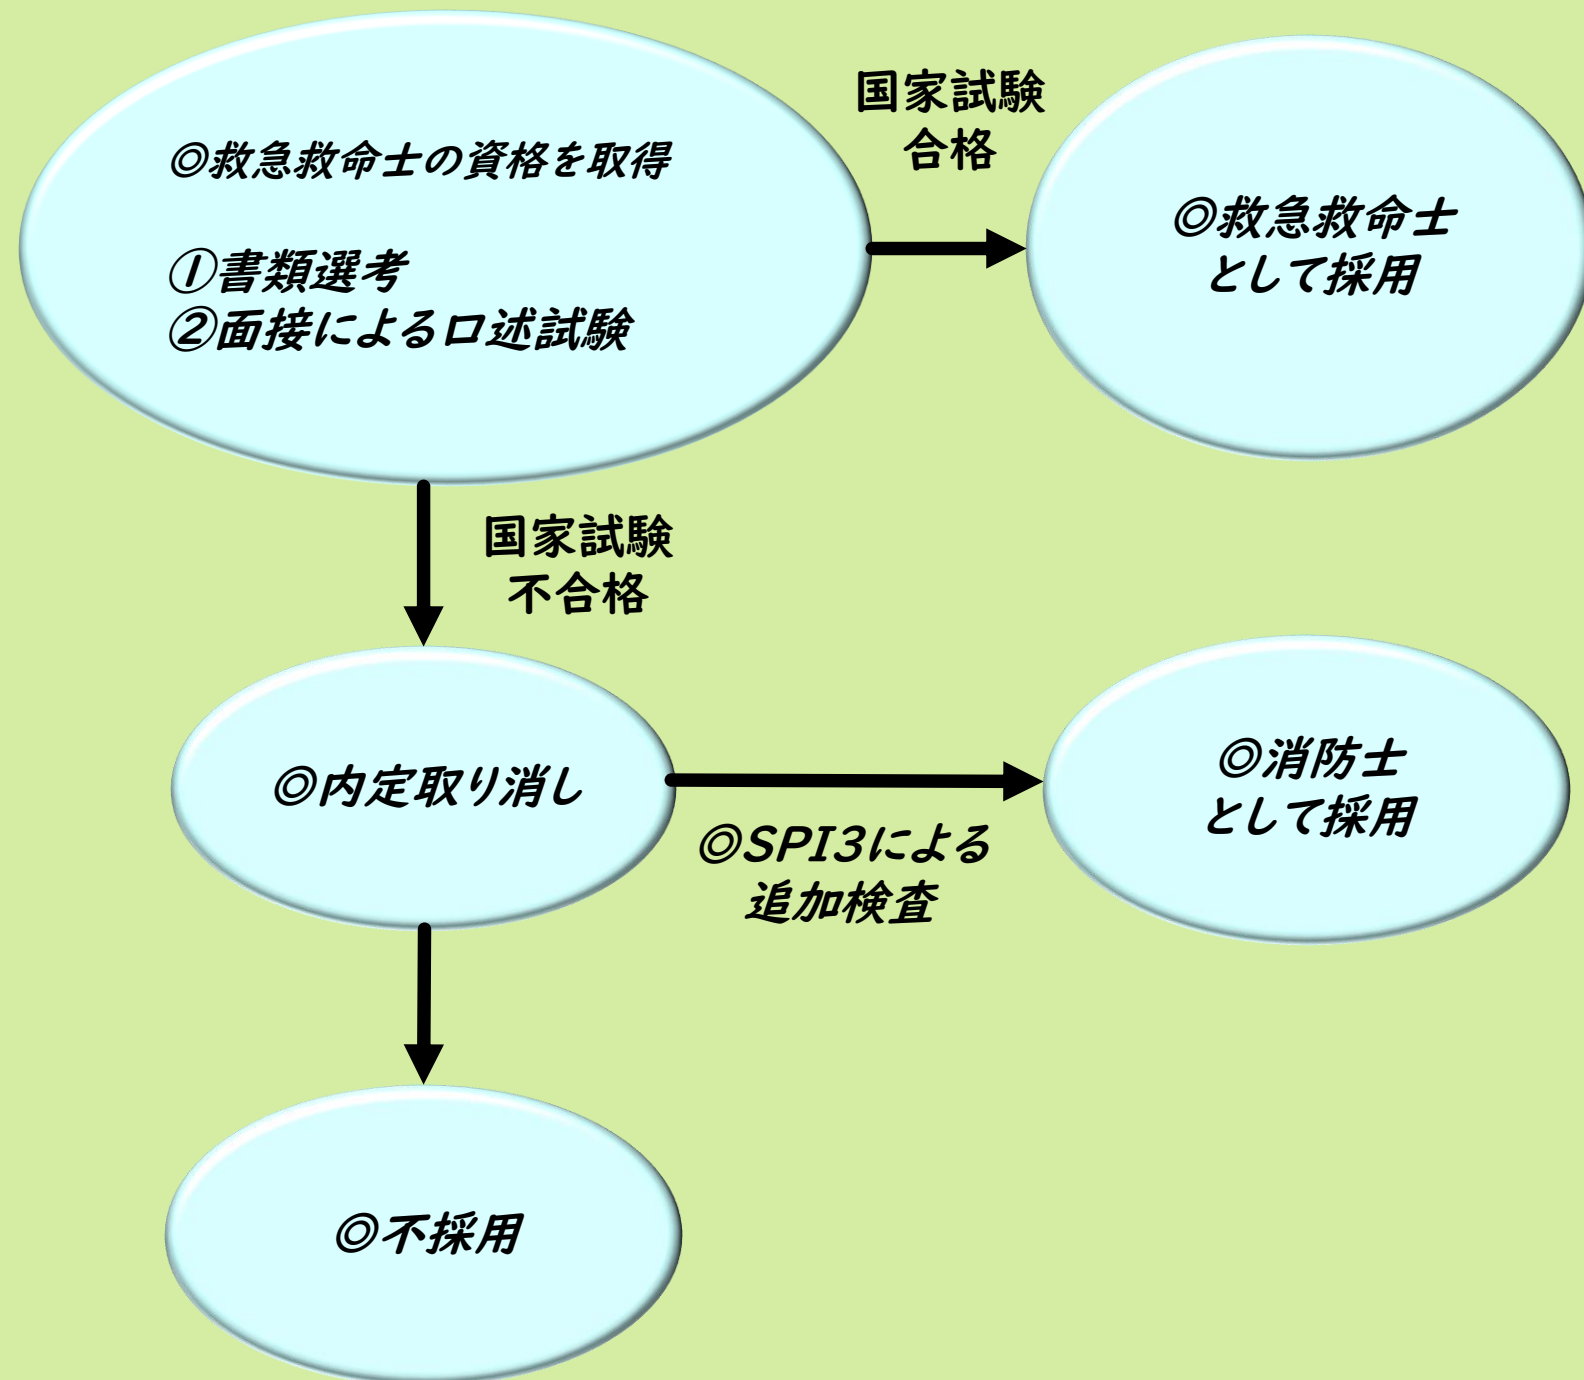 ◎救急救命士の資格を取得
①書類選考
②面接による口述試験
国家試験
合格
◎救急救命士
として採用
国家試験
不合格
◎内定取り消し
◎SPI3による
追加検査
◎消防士
として採用
◎不採用